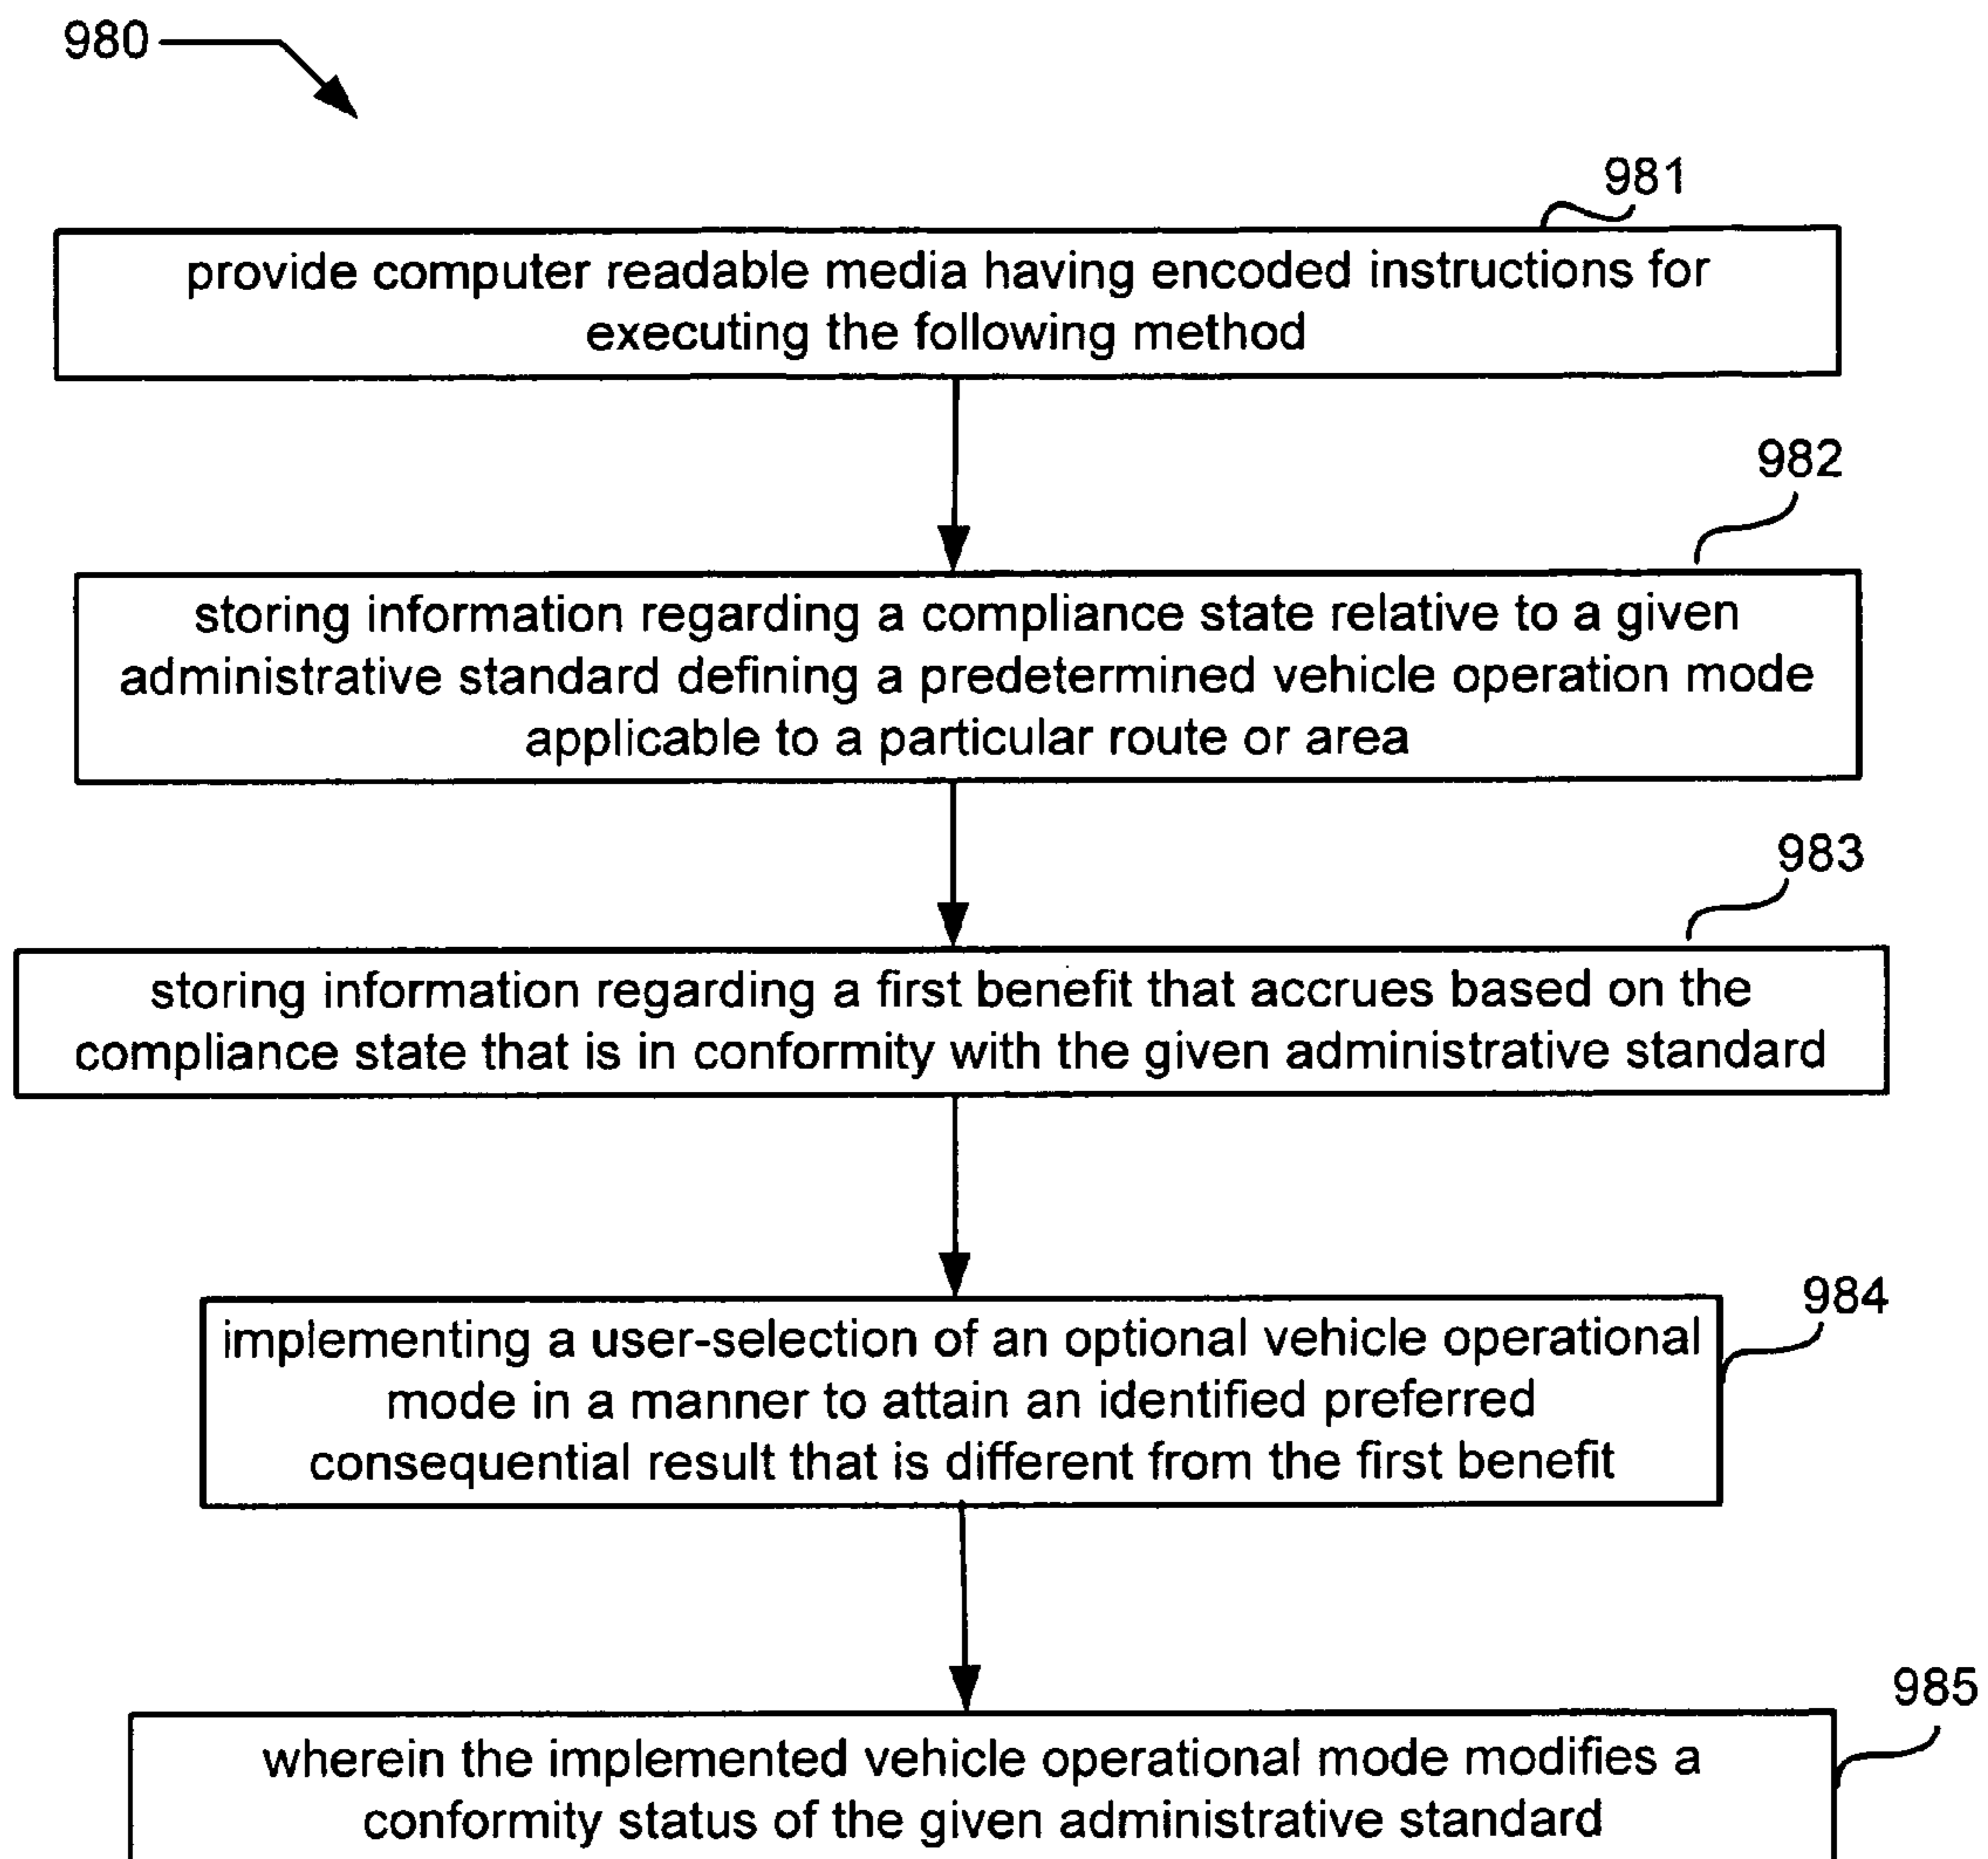 980
981
provide computer readable media having encoded instructions for
executing the following method
982
storing information regarding a compliance state relative to a given
administrative standard defining a predetermined vehicle operation mode
applicable to a particular route or area
983
storing information regarding a first benefit that accrues based on the
compliance state that is in conformity with the given administrative standard
984
implementing a user-selection of an optional vehicle operational
mode in a manner to attain an identified preferred
consequential result that is different from the first benefit
985
wherein the implemented vehicle operational mode modifies a
conformity status of the given administrative standard